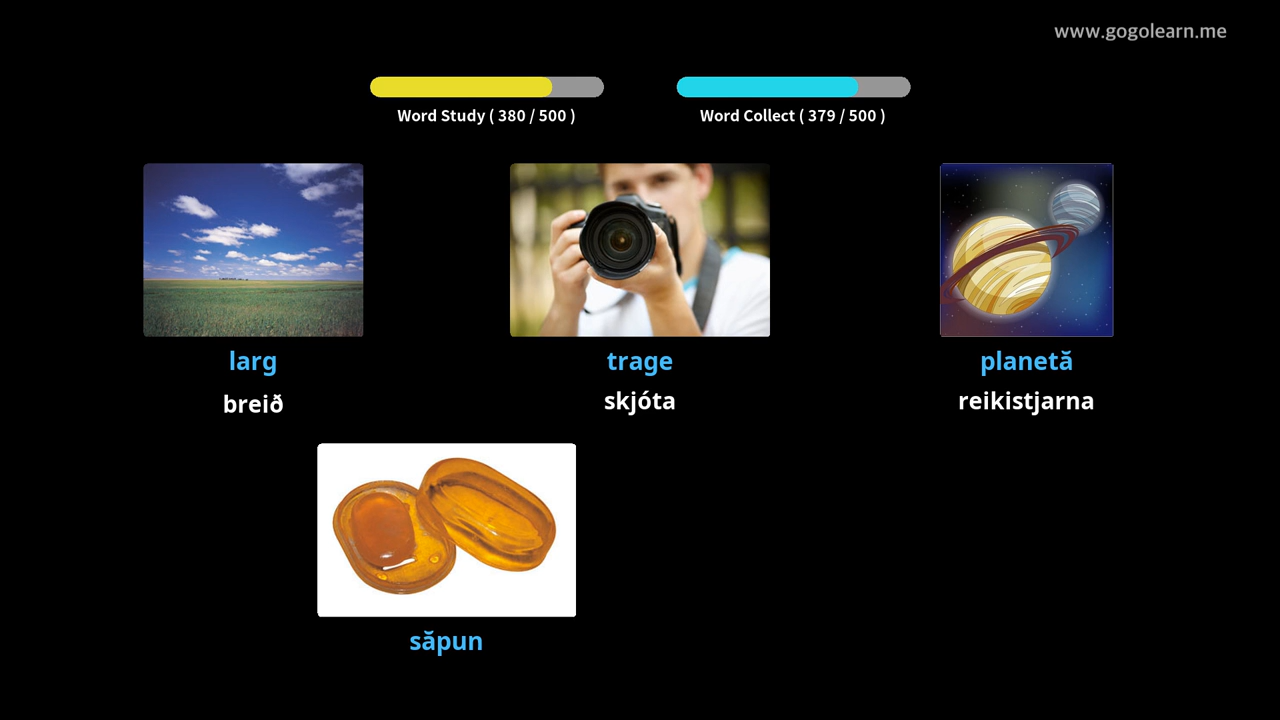 www.gogolearn.me
Word Study ( 380 / 500 )
Word Collect ( 379 / 500 )
larg
trage
planetă
breið
skjóta
reikistjarna
săpun